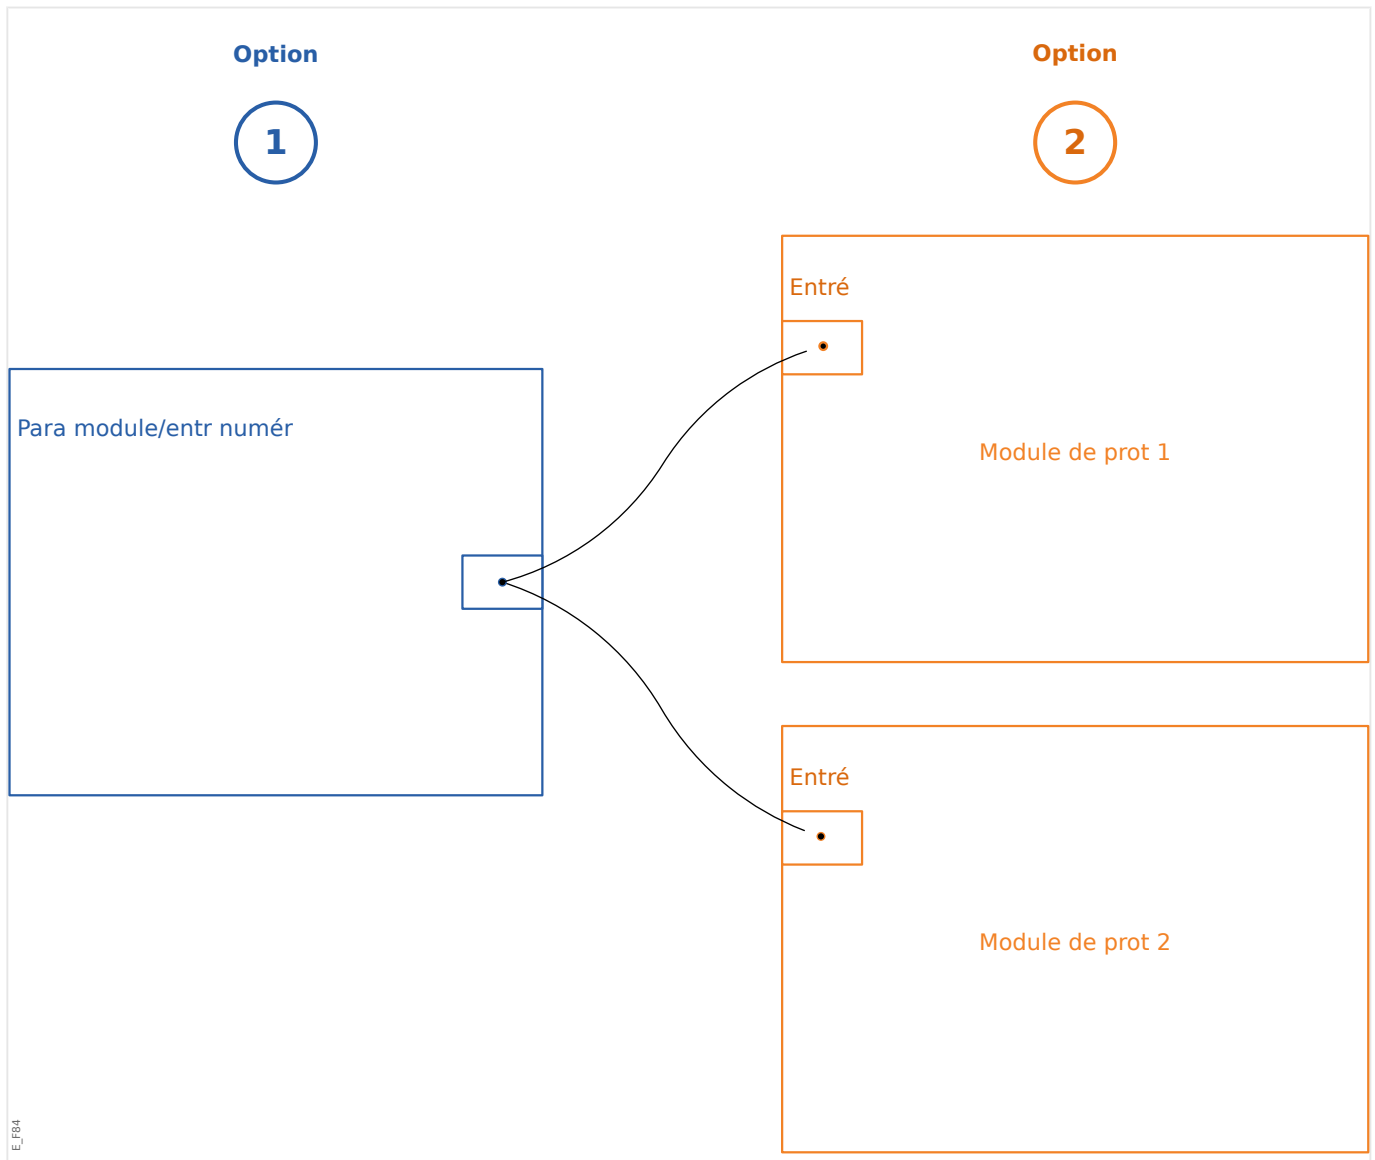 Option
1
Option
2
Entré
Module de prot 1
Para module/entr numér
Entré
Module de prot 2
E_F84